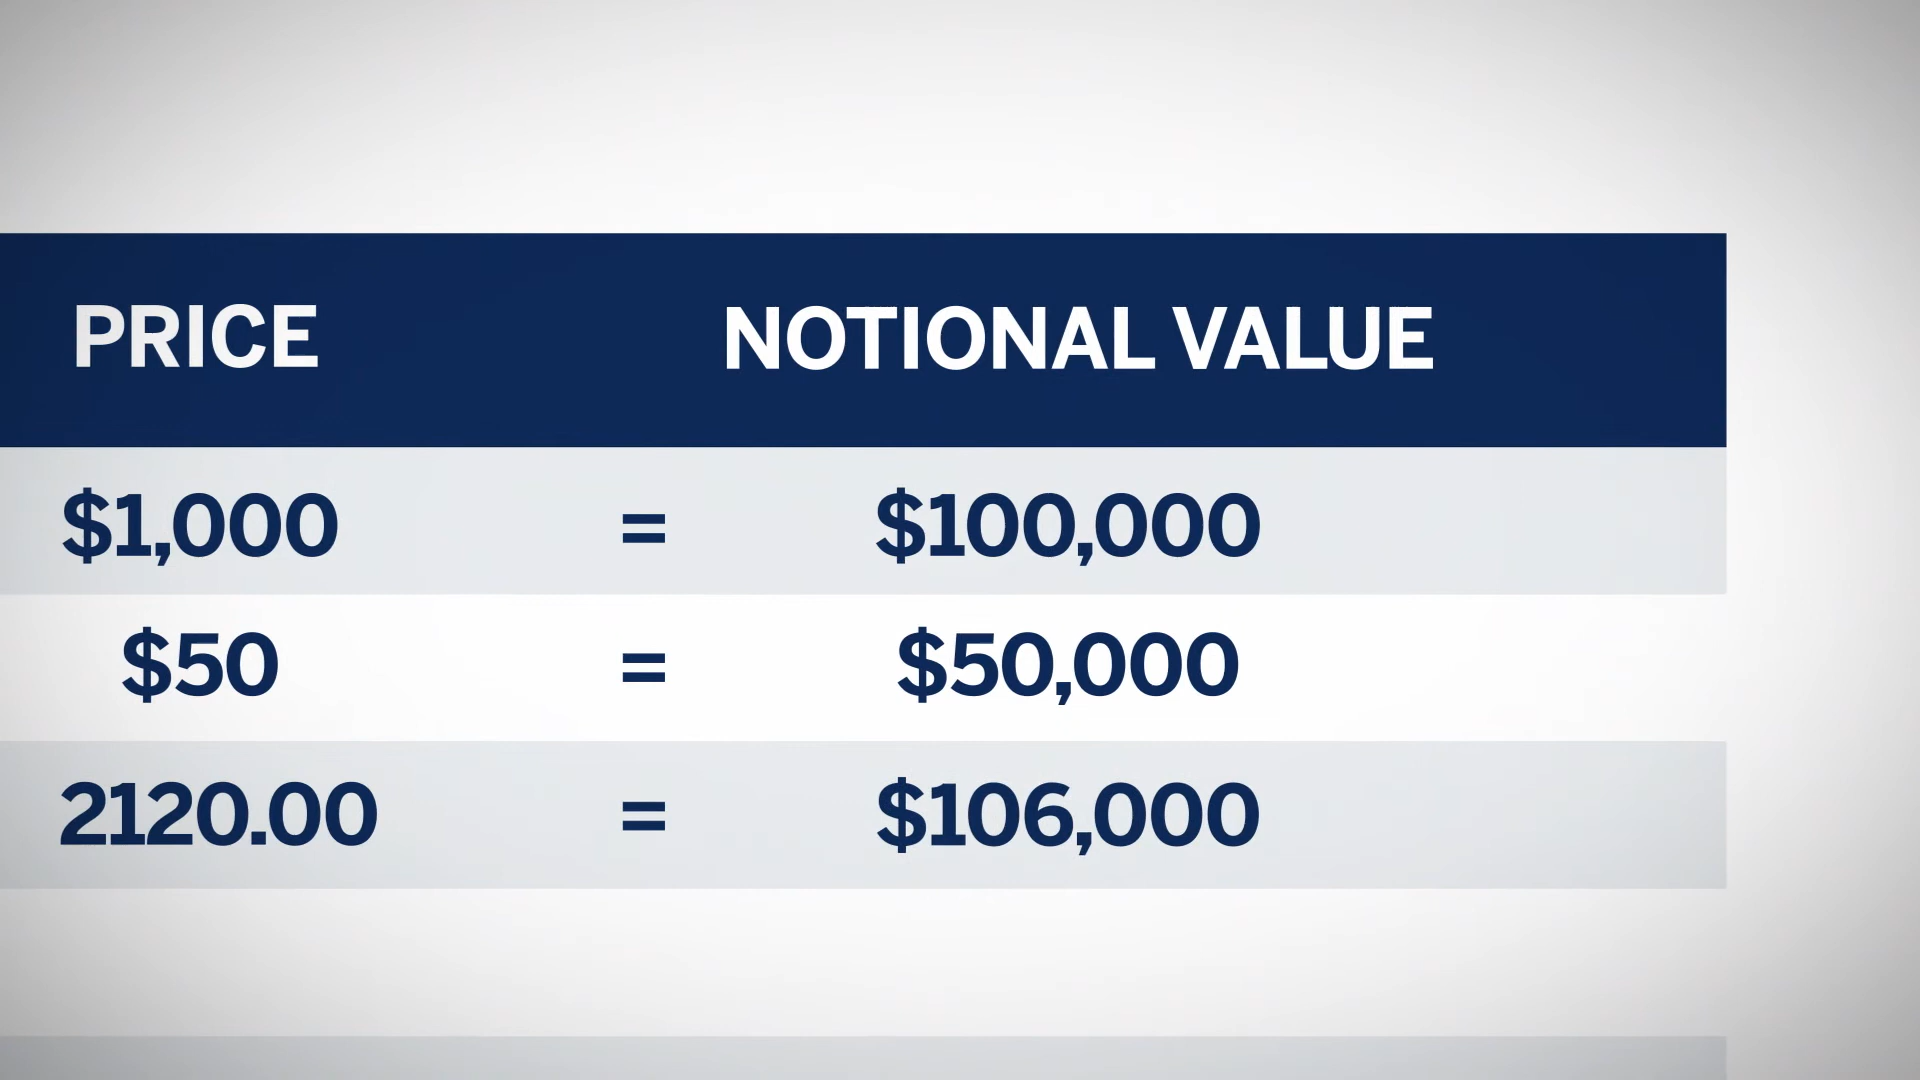 PRICE NOTIONAL VALUE
$1,000 = $100,000
$50 = $50,000
2120.00 = $106,000